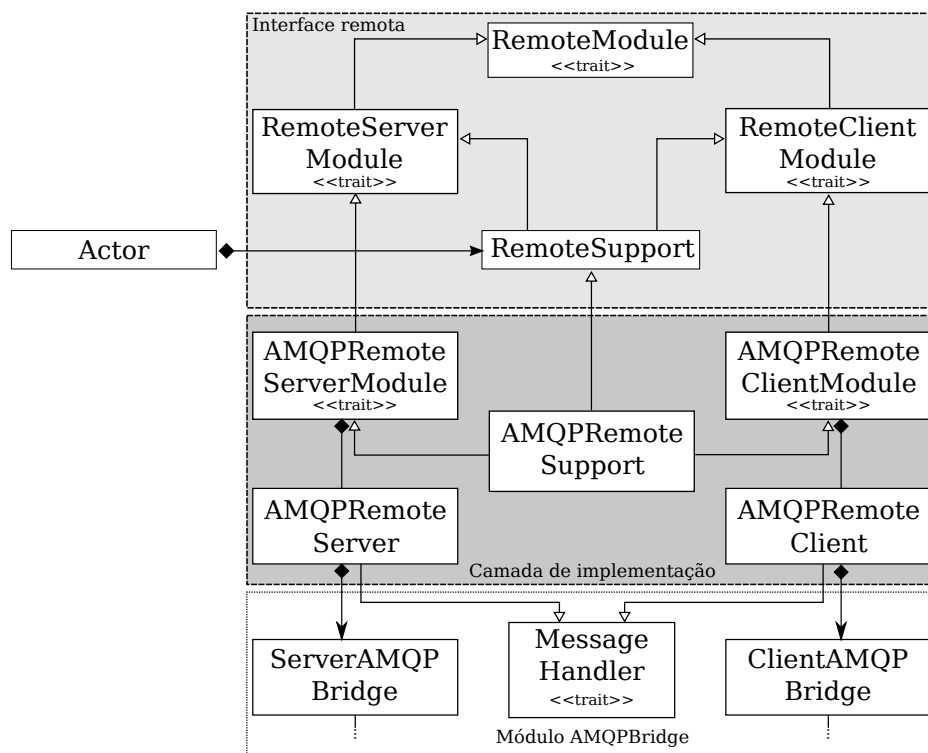 Interface remota
RemoteModule
<<trait>>
RemoteServer
Module
<<trait>>
RemoteClient
Module
<<trait>>
Actor
RemoteSupport
AMQPRemote
ServerModule
<<trait>>
AMQPRemote
ClientModule
<<trait>>
AMQPRemote
Support
AMQPRemote
Server
AMQPRemote
Client
Camada de implementação
ServerAMQP
Bridge
Message
Handler
<<trait>>
ClientAMQP
Bridge
Módulo AMQPBridge